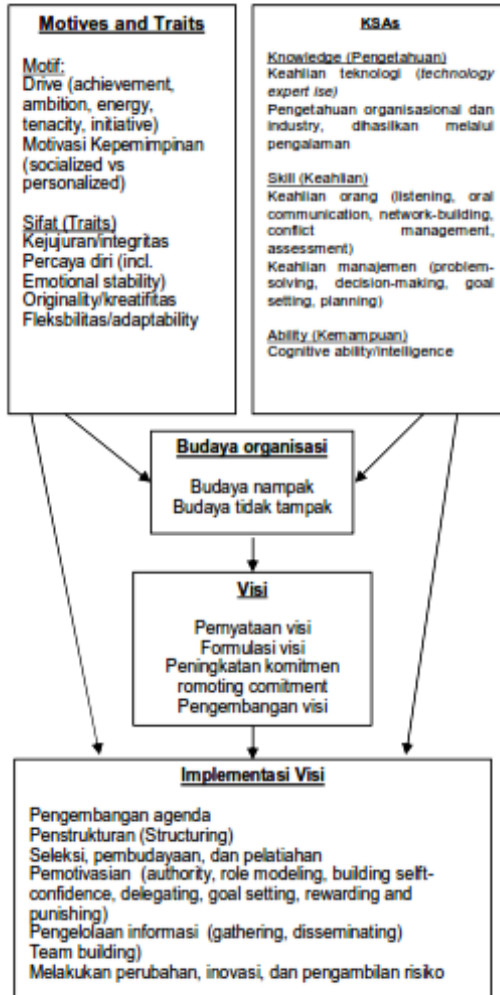 Motives and Traits
Motif:
Drive (achievement,
ambition, energy,
tenacity, initiative)
Motivasi Kepemimpinan
(socialized vs
personalized)
Sifat (Traits)
Kejujuran/integritas
Percaya diri (incl.
Emotional stability)
Originality/kreatifitas
Fleksbilitas/adaptability
KSAs
Knowledge (Pengetahuan)
Keahlian teknologi (technology
expert ise)
Pengetahuan organisasional dan
industry, dihasilkan melalui
pengalaman
Skill (Keahlian)
Keahlian orang (listening, oral
communication, network-building,
conflict management,
assessment)
Keahlian manajemen (problem-
solving, decision-making, goal
setting, planning)
Ability (Kemampuan)
Cognitive ability/intelligence
Budaya organisasi
Budaya nampak
Budaya tidak tampak
Visi
Pernyataan visi
Formulasi visi
Peningkatan komitmen
romoting comitment
Pengembangan visi
Implementasi Visi
Pengembangan agenda
Penstrukturan (Structuring)
Seleksi, pembudayaan, dan pelatiahan
Pemotivasian (authority, role modeling, building selft-
confidence, delegating, goal setting, rewarding and
punishing)
Pengelolaan informasi (gathering, disseminating)
Team building)
Melakukan perubahan, inovasi, dan pengambilan risiko